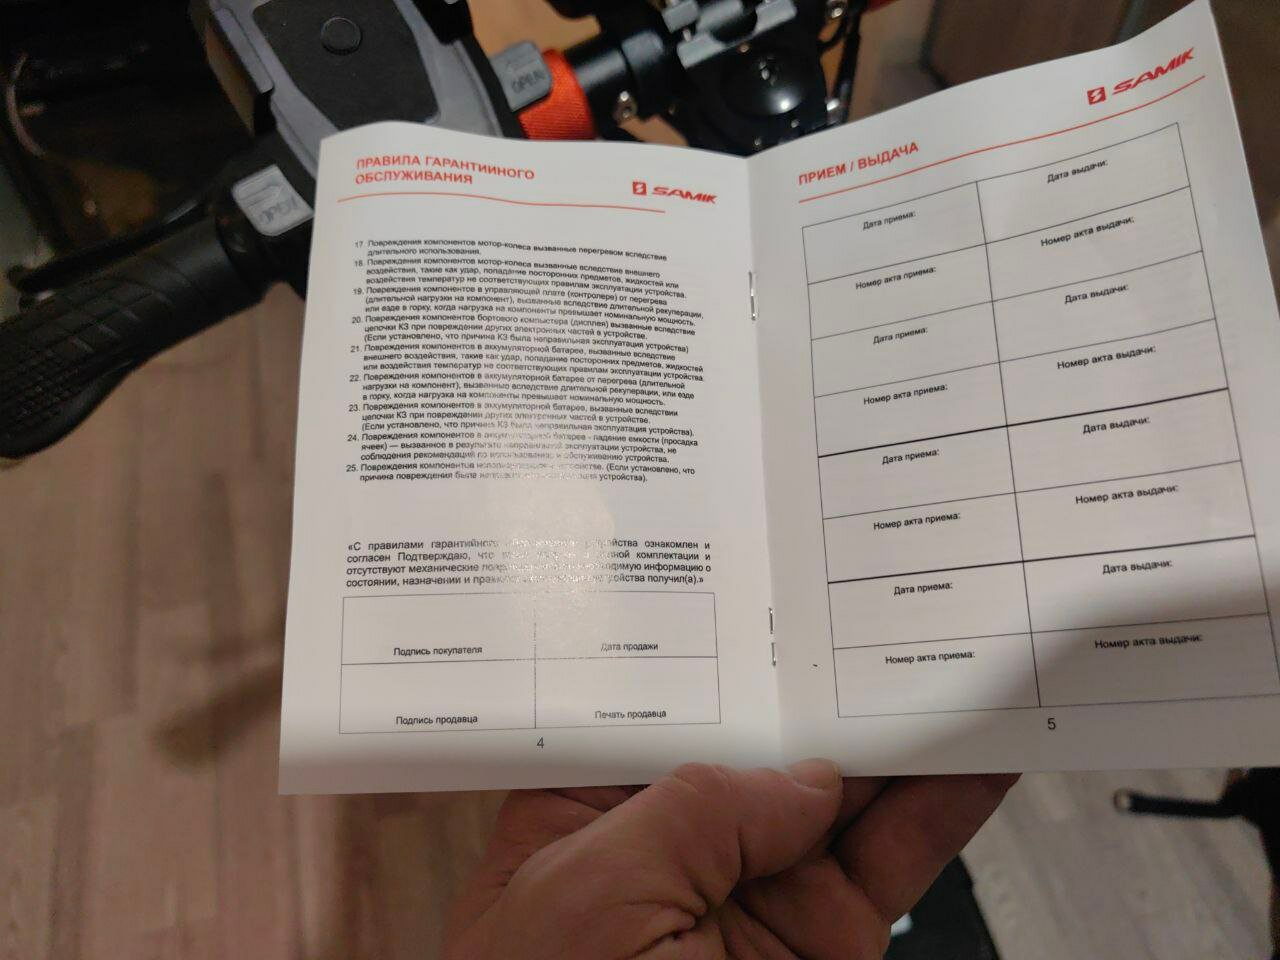 OPEN
ПРАВИЛА ГАРАНТИИНОГО
ОБСЛУЖИВАНИЯ
SAMIK
17. Повреждения компонентов мотор-колеса вызванные перегревом вследствие
длительного использования.
18. Повреждения компонентов мотор-колеса вызванные вследствие внешнего
воздействия, такие как удар, попадание посторонних предметов, жидкостей или
воздействия температур не соответствующих правилам эксплуатации устройства.
19. Повреждения компонентов в управляющей плате (контролере) от перегрева
(длительной нагрузки на компонент), вызванные вследствие длительной рекуперации,
или езде в горку, когда нагрузка на компоненты превышает номинальную мощность.
20. Повреждения компонентов бортового компьютера (дисплея) вызванные вследствие
цепочки КЗ при повреждении других электронных частей в устройстве.
(Если установлено, что причина КЗ была неправильная эксплуатация устройства)
21. Повреждения компонентов в аккумуляторной батарее, вызванные вследствие
внешнего воздействия, такие как удар, попадание посторонних предметов, жидкостей
или воздействия температур не соответствующих правилам эксплуатации устройства.
22. Повреждения компонентов в аккумуляторной батарее от перегрева (длительной
нагрузки на компонент), вызванные вследствие длительной рекуперации, или езде
в горку, когда нагрузка на компоненты превышает номинальную мощность.
23. Повреждения компонентов в аккумуляторной батарее, вызванные вследствии
цепочки КЗ при повреждении других электронных частей в устройстве.
(Если установлено, что причина КЗ была неправильная эксплуатация устройства).
24. Повреждения компонентов в аккумуляторной батарее - падение емкости (просадка
ячеек) — вызванное в результате неправильной эксплуатации устройства, не
соблюдения рекомендаций по использованию и обслуживанию устройства.
25. Повреждения компонентов в устройстве. (Если установлено, что
причина повреждения была устройства).
«С правилами гарантийного устройства ознакомлен и
согласен Подтверждаю, что комплектации и
отсутствуют механические информацию о
состоянии, назначении и получил(а).»
Подпись покупателя
Дата продажи
Подпись продавца
Печать продавца
4
ПРИЕМ / ВЫДАЧА
SAMIK
Дата приема:
Дата выдачи:
Номер акта приема:
Номер акта выдачи:
Дата приема:
Дата выдачи:
Номер акта приема:
Номер акта выдачи:
Дата приема:
Дата выдачи:
Номер акта приема:
Номер акта выдачи:
Дата приема:
Дата выдачи:
Номер акта приема:
Номер акта выдачи:
5